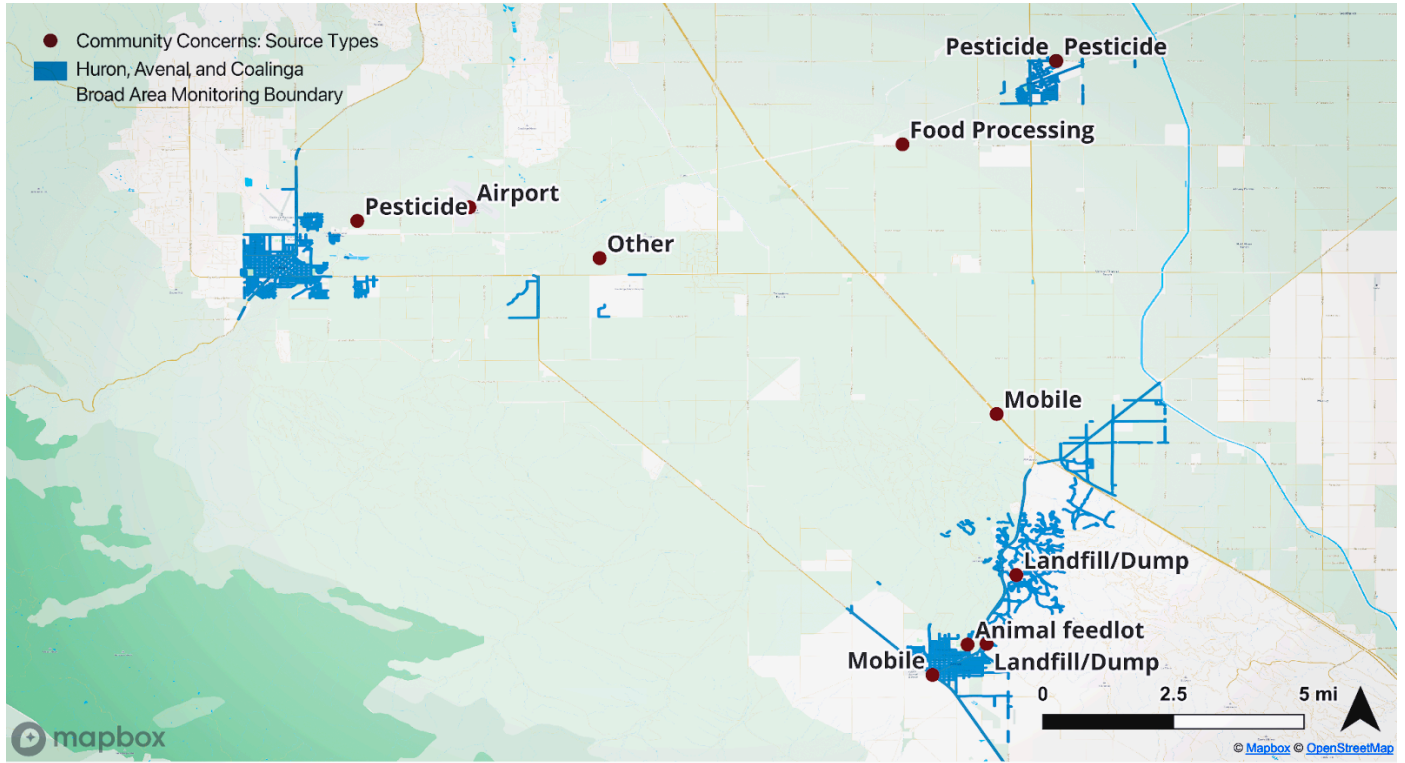 Community Concerns: Source Types
Huron, Avenal, and Coalinga
Broad Area Monitoring Boundary
Pesticide Pesticide
Food Processing
Pesticide
Airport
Other
Mobile
Landfill/Dump
Animal feedlot
Mobile
Landfill/Dump
0 2.5 5 mi
mapbox
© Mapbox © OpenStreetMap